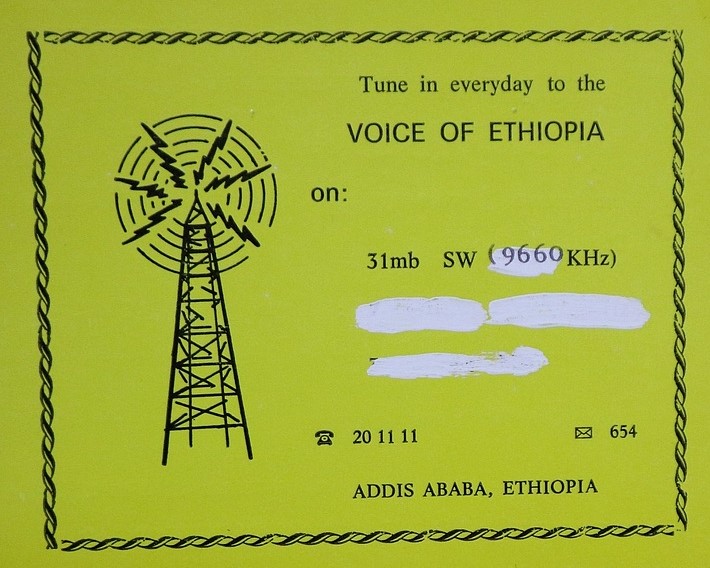 Tune in everyday to the
VOICE OF ETHIOPIA
on:
31mb SW (9660 KHz)
20 11 11
654
ADDIS ABABA, ETHIOPIA